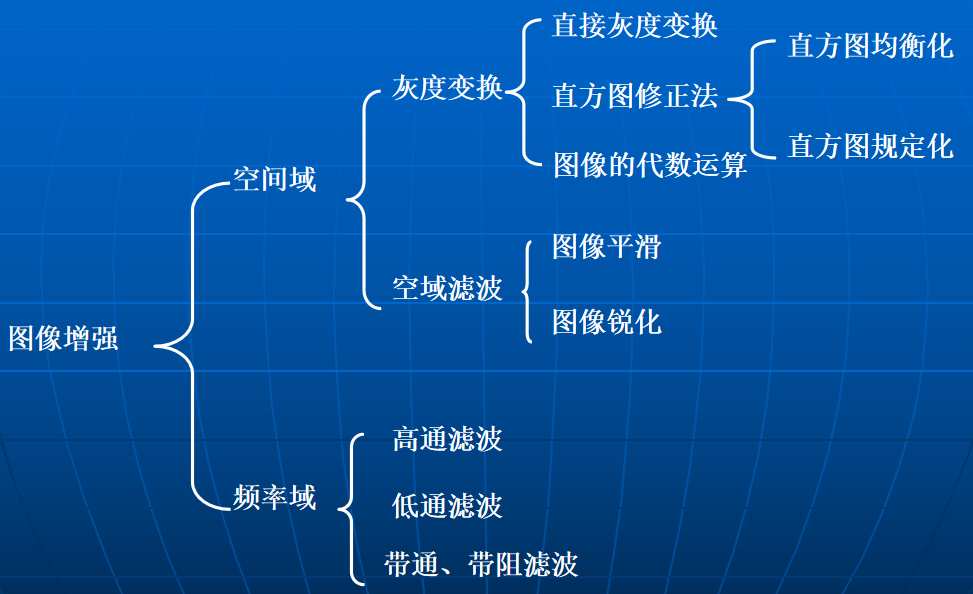 图像增强
空间域
灰度变换
直接灰度变换
直方图修正法
直方图均衡化
直方图规定化
图像的代数运算
空域滤波
图像平滑
图像锐化
频率域
高通滤波
低通滤波
带通、带阻滤波